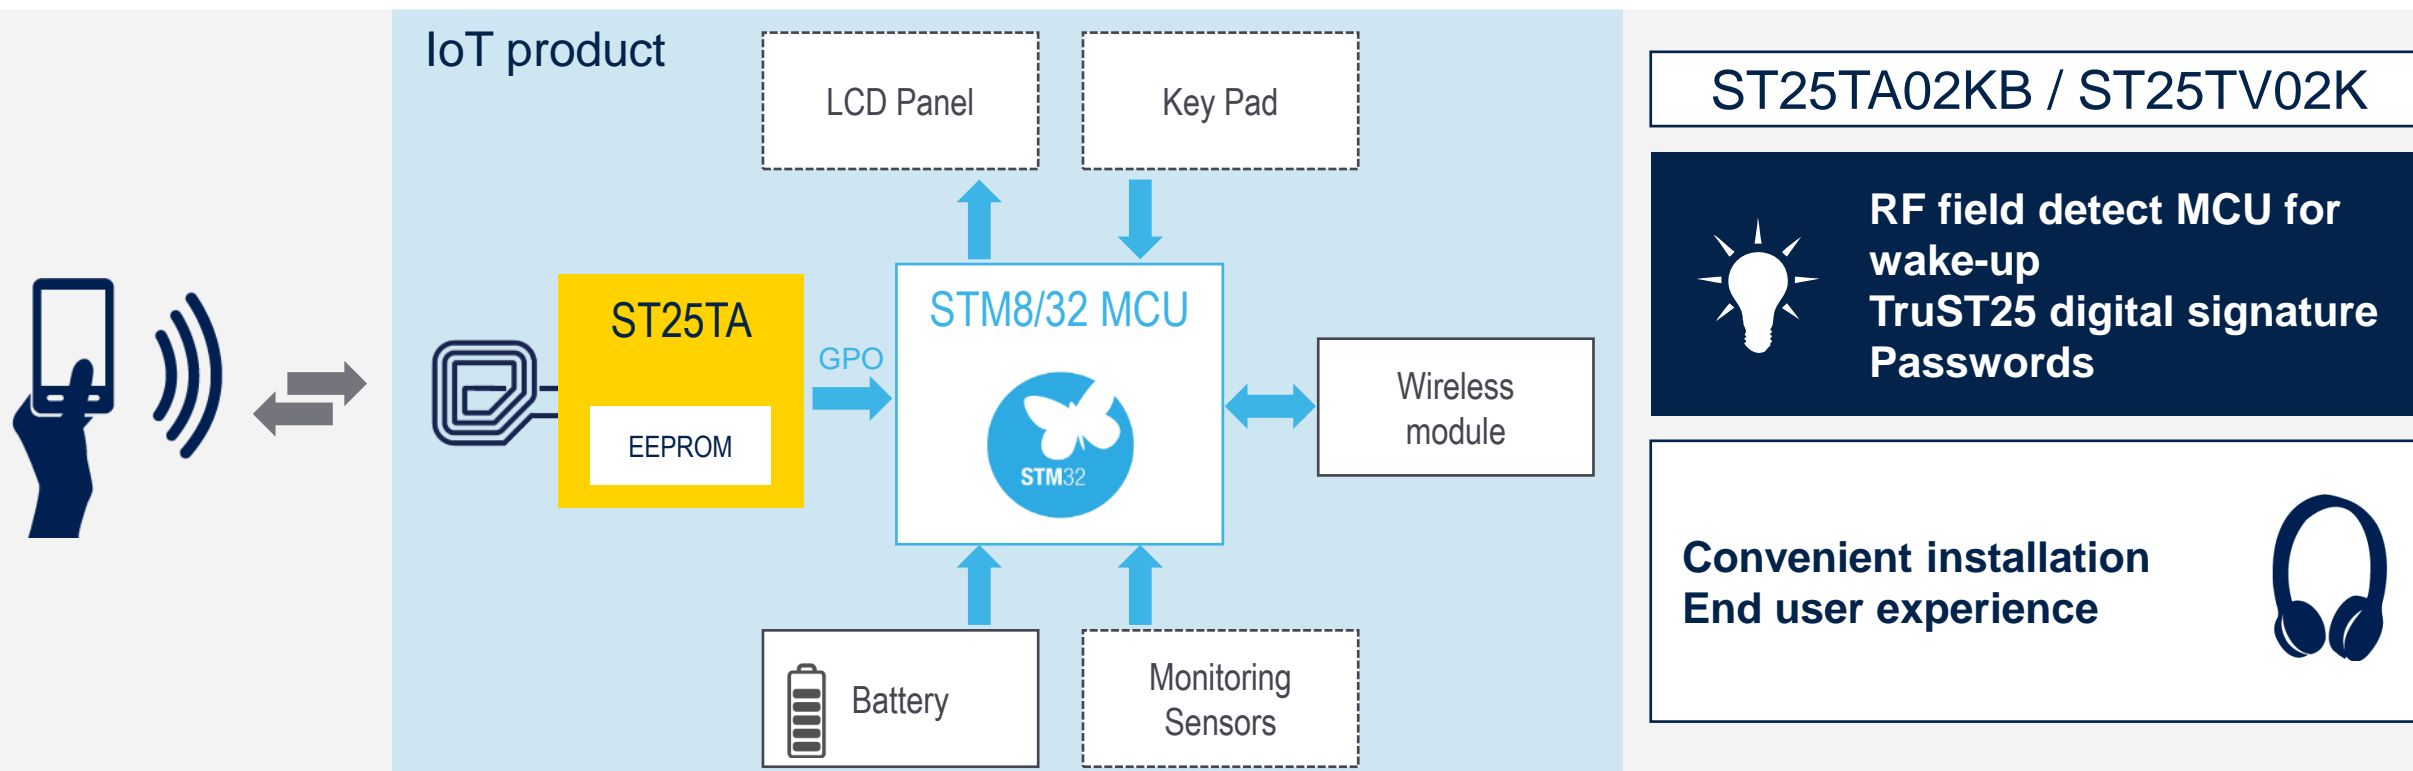 IoT product
LCD Panel
Key Pad
ST25TA
EEPROM
GPO
STM8/32 MCU
STM32
Wireless
module
Battery
Monitoring
Sensors
ST25TA02KB / ST25TV02K
RF field detect MCU for
wake-up
TruST25 digital signature
Passwords
Convenient installation
End user experience